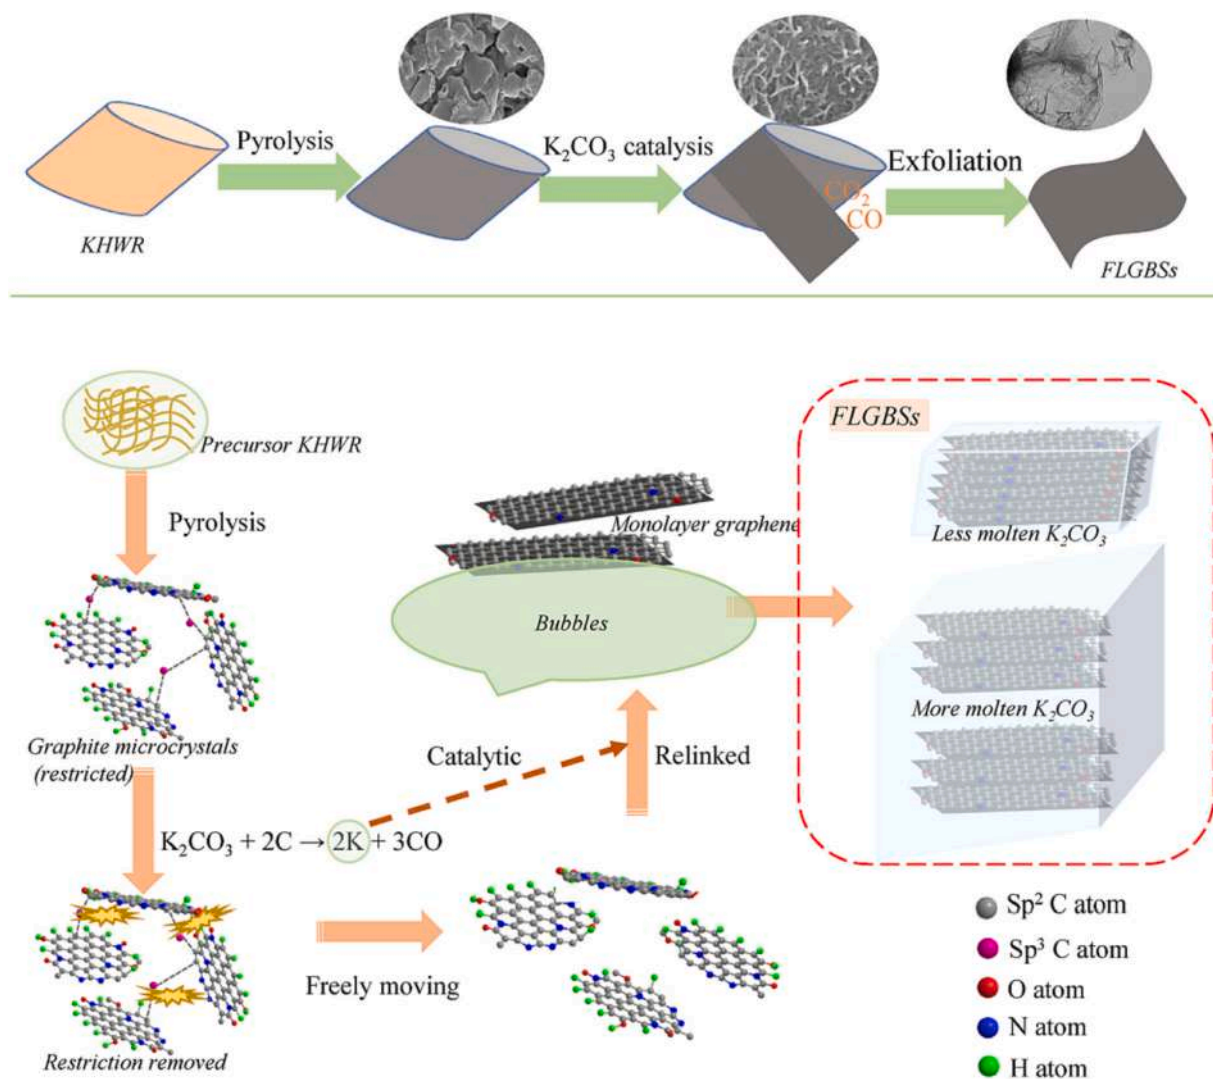 Pyrolysis
K₂CO₃ catalysis
Exfoliation
CO₂
CO
KHWR
FLGBSs
Precursor KHWR
Pyrolysis
Graphite microcrystals
(restricted)
K₂CO₃ + 2C → 2K + 3CO
Catalytic
Restriction removed
Freely moving
Relinked
Bubbles
Monolayer graphene
FLGBSs
Less molten K₂CO₃
More molten K₂CO₃
Sp² C atom
Sp³ C atom
O atom
N atom
H atom